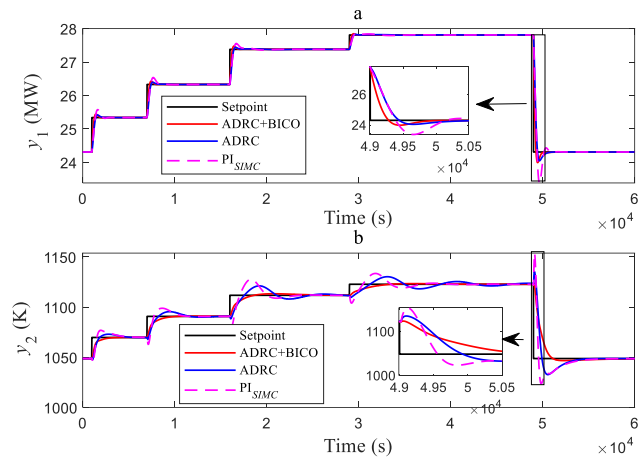 a
28
27
26
25
24
y1 (MW)
Setpoint
ADRC+BICO
ADRC
PISIMC
26
24
4.9 4.95 5 5.05
×10^4
0 1 2 3 4 5 6
Time (s)
×10^4
b
1150
1100
1050
1000
y2 (K)
Setpoint
ADRC+BICO
ADRC
PISIMC
1100
1000
4.9 4.95 5 5.05
×10^4
0 1 2 3 4 5 6
Time (s)
×10^4